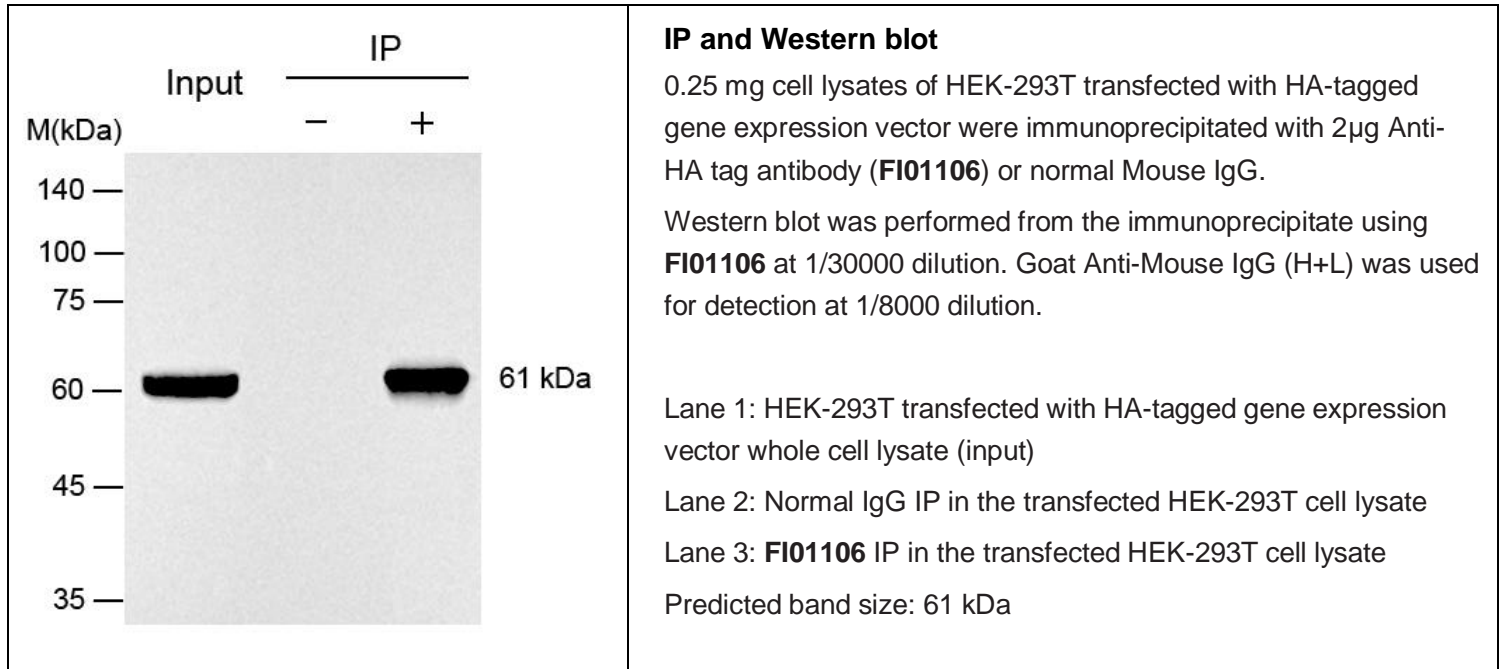 IP
Input
M(kDa) − +
140
100
75
60
45
35
61 kDa
IP and Western blot
0.25 mg cell lysates of HEK-293T transfected with HA-tagged
gene expression vector were immunoprecipitated with 2µg Anti-
HA tag antibody (FI01106) or normal Mouse IgG.
Western blot was performed from the immunoprecipitate using
FI01106 at 1/30000 dilution. Goat Anti-Mouse IgG (H+L) was used
for detection at 1/8000 dilution.
Lane 1: HEK-293T transfected with HA-tagged gene expression
vector whole cell lysate (input)
Lane 2: Normal IgG IP in the transfected HEK-293T cell lysate
Lane 3: FI01106 IP in the transfected HEK-293T cell lysate
Predicted band size: 61 kDa